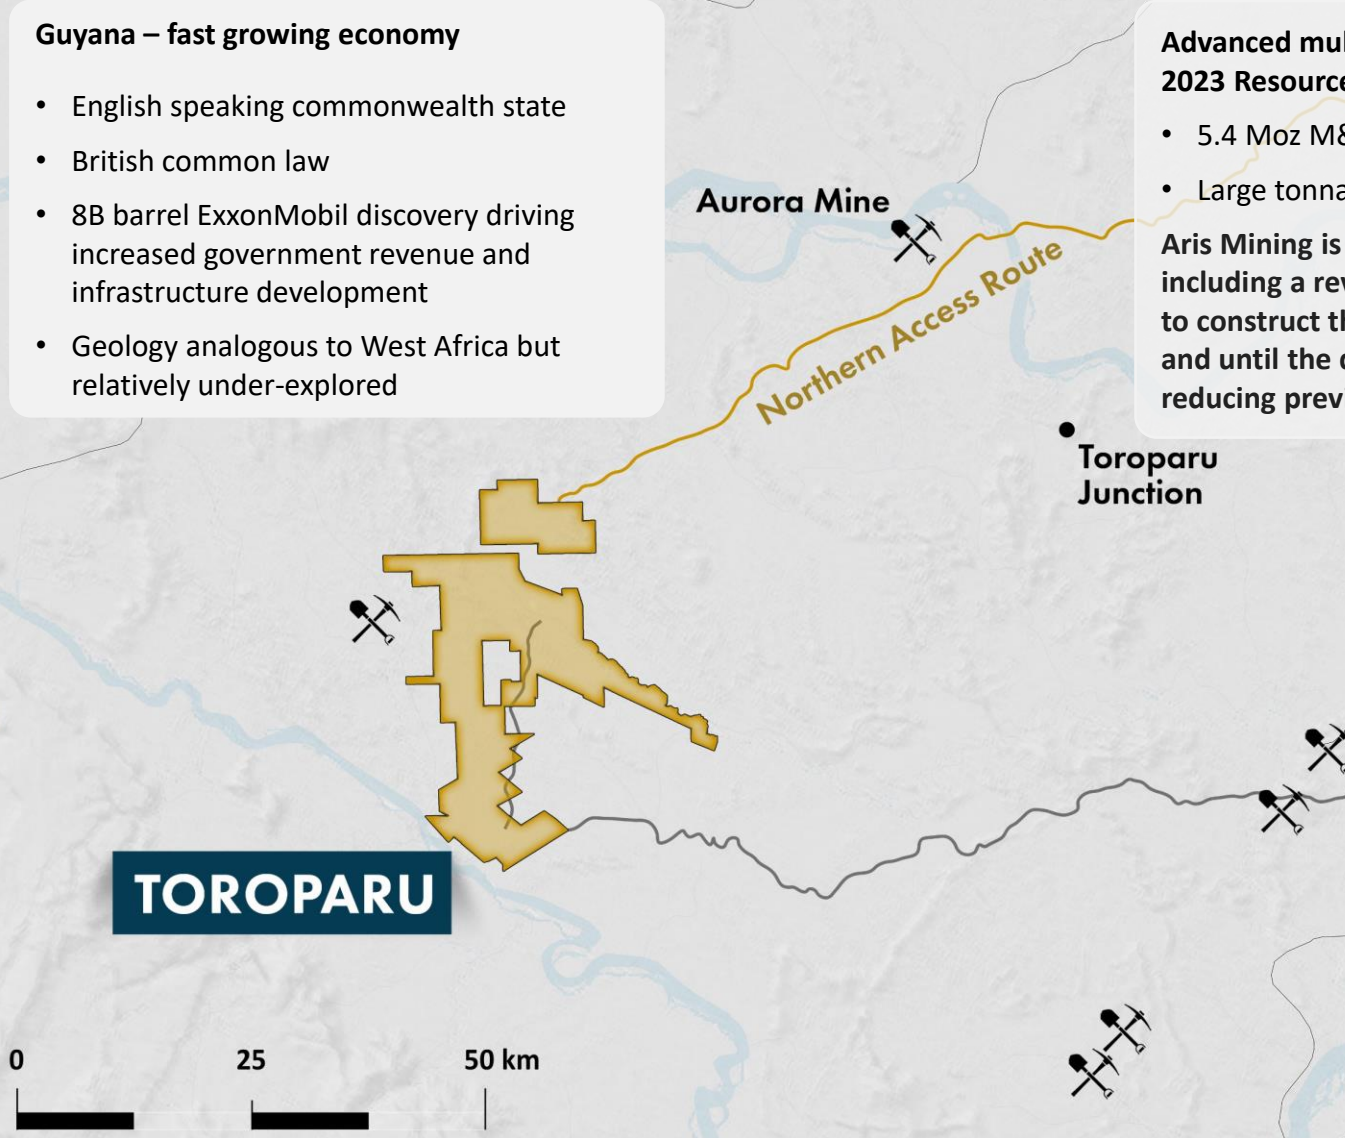 Guyana – fast growing economy
• English speaking commonwealth state
• British common law
• 8B barrel ExxonMobil discovery driving
increased government revenue and
infrastructure development
• Geology analogous to West Africa but
relatively under-explored
Advanced
2023
• 5.4 Moz
• Large
Aris Mining is
including a
to construct
and until the
reducing
Aurora Mine
Northern Access Route
Toroparu
Junction
TOROPARU
0 25 50 km